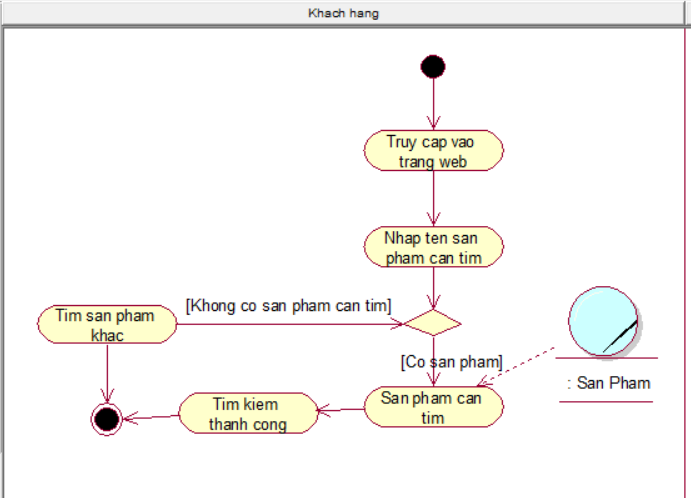 Khach hang
Truy cap vao
trang web
Nhap ten san
pham can tim
[Khong co san pham can tim]
Tim san pham
khac
[Co san pham]
: San Pham
San pham can
tim
Tim kiem
thanh cong